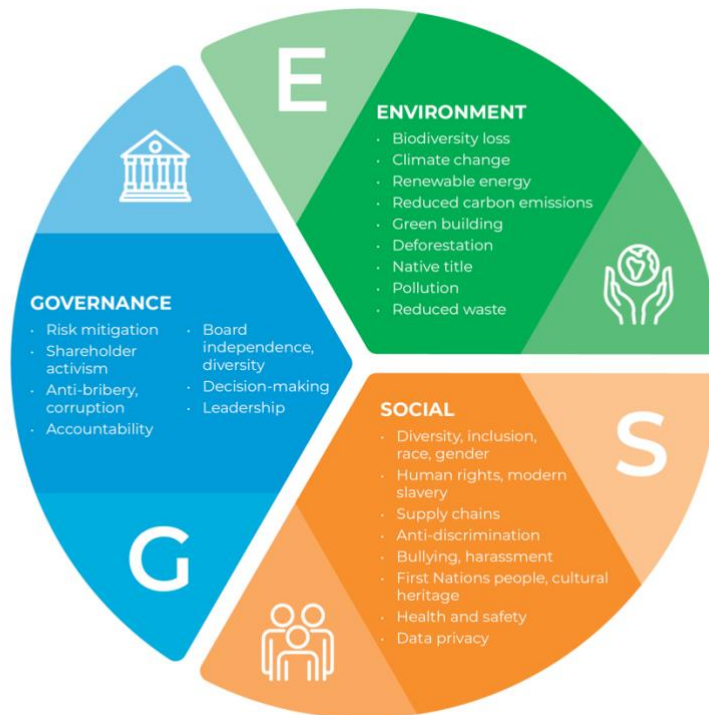 E
ENVIRONMENT
· Biodiversity loss
· Climate change
· Renewable energy
· Reduced carbon emissions
· Green building
· Deforestation
· Native title
· Pollution
· Reduced waste
GOVERNANCE
· Risk mitigation
· Shareholder
activism
· Anti-bribery,
corruption
· Accountability
· Board
independence,
diversity
· Decision-making
· Leadership
G
SOCIAL
· Diversity, inclusion,
race, gender
· Human rights, modern
slavery
· Supply chains
· Anti-discrimination
· Bullying, harassment
· First Nations people, cultural
heritage
· Health and safety
· Data privacy
S